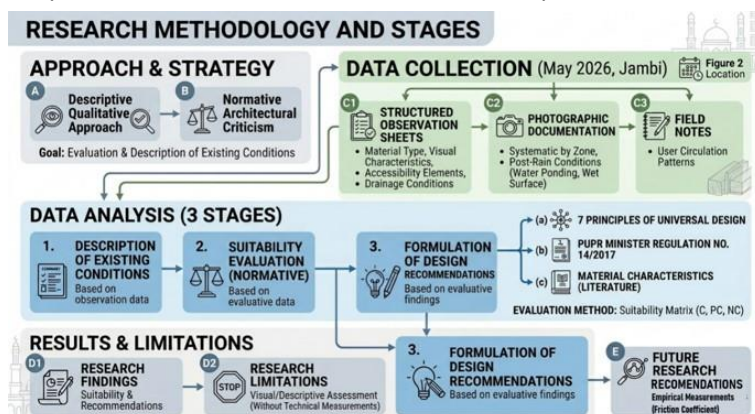 RESEARCH METHODOLOGY AND STAGES
APPROACH & STRATEGY
A
Descriptive
Qualitative
Approach
B
Normative
Architectural
Criticism
Goal: Evaluation & Description of Existing Conditions
DATA COLLECTION (May 2026, Jambi)
Figure 2
Location
C1
STRUCTURED
OBSERVATION
SHEETS
• Material Type, Visual
Characteristics,
• Accessibility Elements,
• Drainage Conditions
C2
PHOTOGRAPHIC
DOCUMENTATION
• Systematic by Zone,
• Post-Rain Conditions
(Water Ponding, Wet
Surface)
C3
FIELD
NOTES
• User Circulation
Patterns
DATA ANALYSIS (3 STAGES)
1.
DESCRIPTION
OF EXISTING
CONDITIONS
Based on
observation data
2.
SUITABILITY
EVALUATION
(NORMATIVE)
Based on
evaluative data
3.
FORMULATION
OF DESIGN
RECOMMENDATIONS
Based on evaluative
findings
(a) 7 PRINCIPLES OF UNIVERSAL DESIGN
(b) PUPR MINISTER REGULATION NO.
14/2017
(c) MATERIAL CHARACTERISTICS
(LITERATURE)
EVALUATION METHOD: Suitability Matrix (C, PC, NC)
RESULTS & LIMITATIONS
D1
RESEARCH
FINDINGS
Suitability &
Recommendations
D2
STOP
RESEARCH
LIMITATIONS
Visual/Descriptive Assessment
(Without Technical Measurements)
3.
FORMULATION OF
DESIGN
RECOMMENDATIONS
Based on evaluative findings
E
FUTURE
RESEARCH
RECOMENDATIONS
Empirical Measurements
(Friction Coefficient)